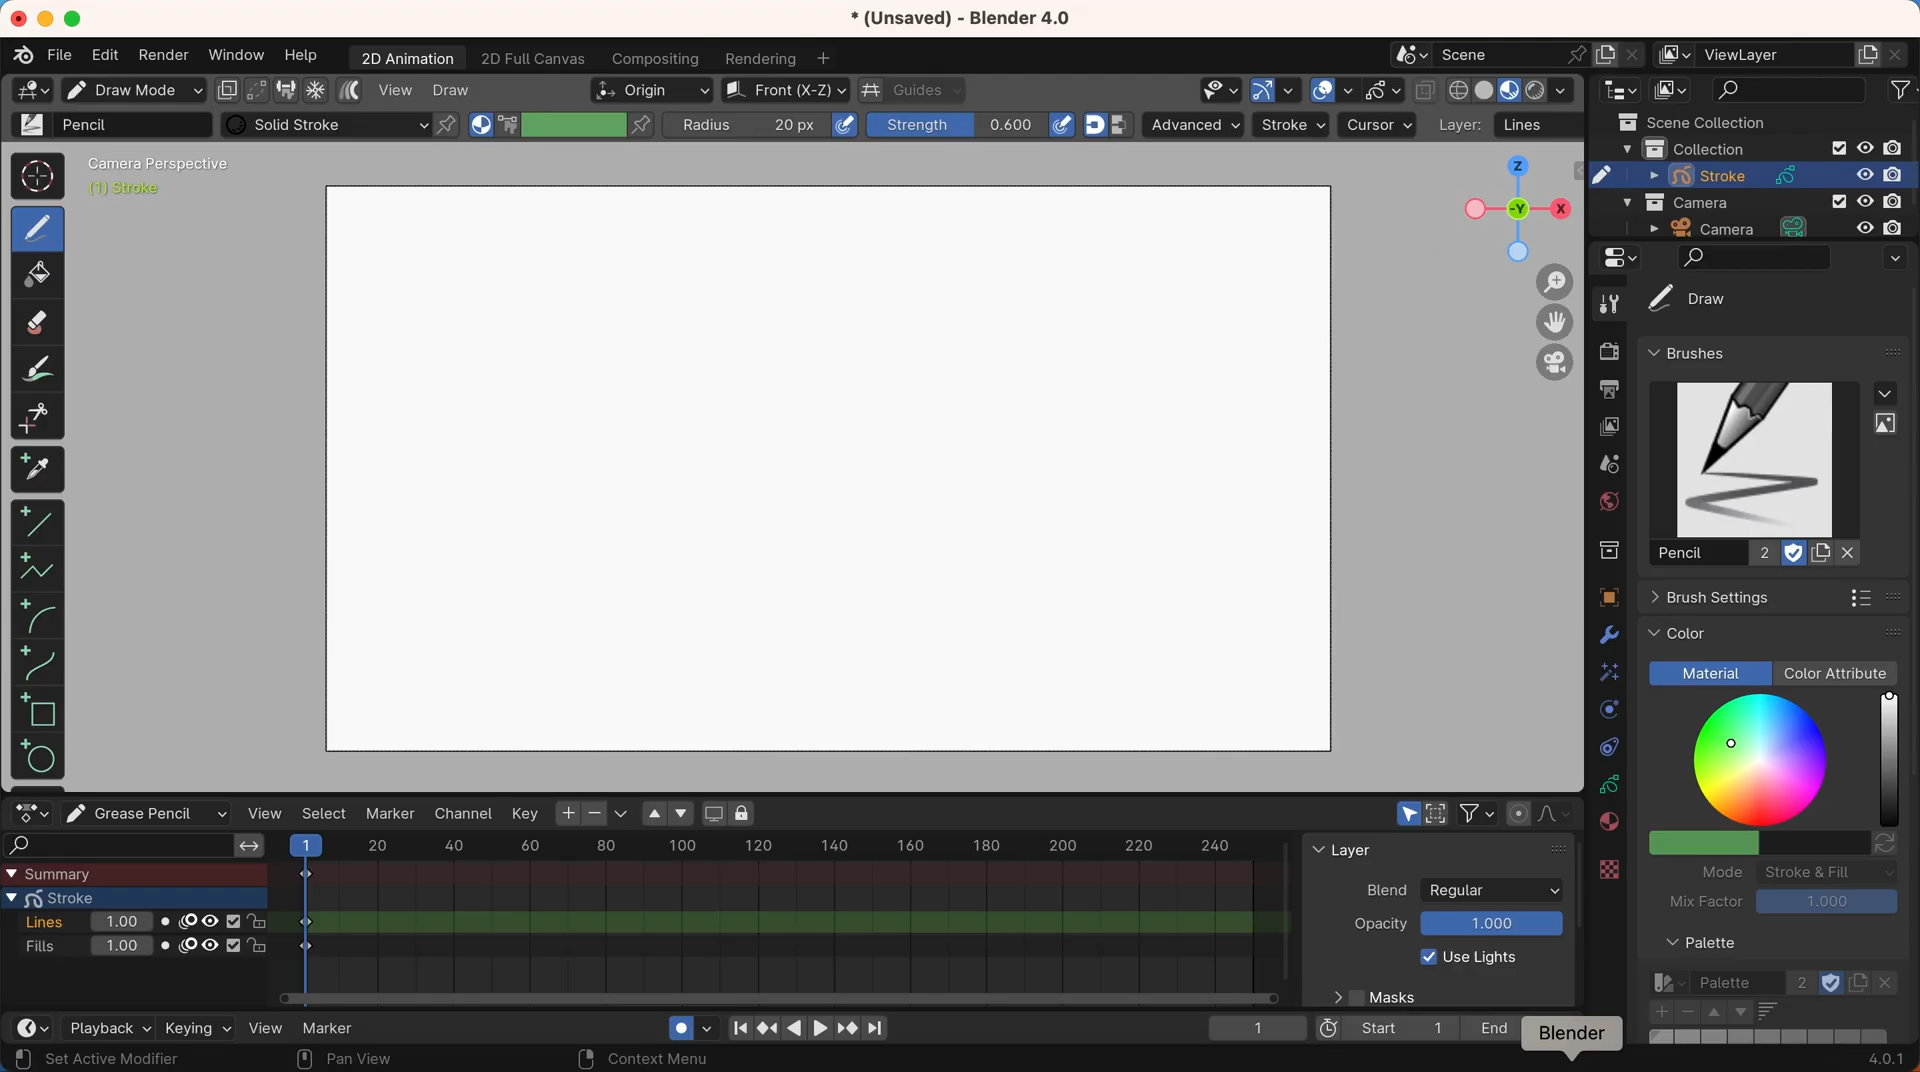 * (Unsaved) - Blender 4.0
File Edit Render Window Help 2D Animation 2D Full Canvas Compositing Rendering + Scene ViewLayer
Draw Mode View Draw Origin Front (X-Z) Guides
Pencil Solid Stroke Radius 20 px Strength 0.600 Advanced Stroke Cursor Layer: Lines
Scene Collection
Collection
Stroke
Camera
Camera
Camera Perspective
(1) Stroke
Z
-Y X
Draw
Brushes
Pencil 2
Brush Settings
Color
Material Color Attribute
Mode Stroke & Fill
Mix Factor 1.000
Palette
Palette 2
Grease Pencil View Select Marker Channel Key
1 20 40 60 80 100 120 140 160 180 200 220 240
Summary
Stroke
Lines 1.00
Fills 1.00
Layer
Blend Regular
Opacity 1.000
Use Lights
Masks
Playback Keying View Marker 1 Start 1 End
Blender
Set Active Modifier Pan View Context Menu 4.0.1